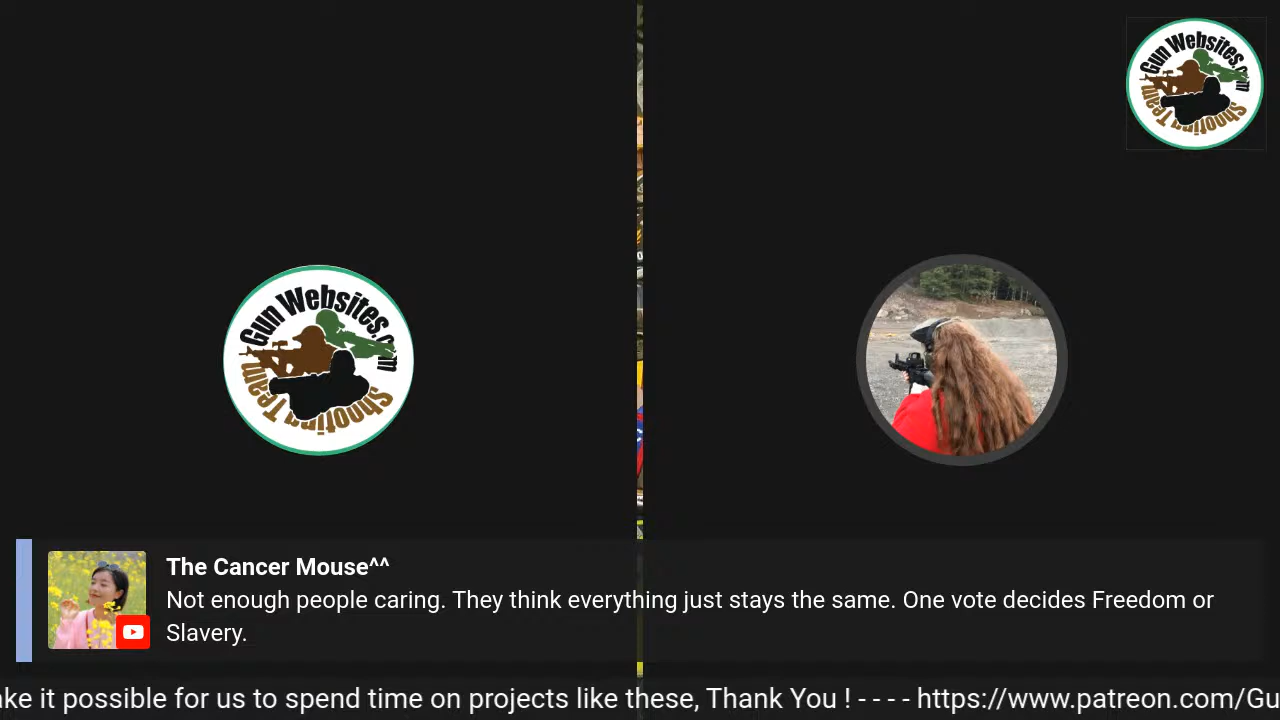 Gun Websites.com
Shooting Team
Gun Websites.com
Shooting Team
The Cancer Mouse^^
Not enough people caring. They think everything just stays the same. One vote decides Freedom or
Slavery.
ake it possible for us to spend time on projects like these, Thank You ! - - - - https://www.patreon.com/Gu